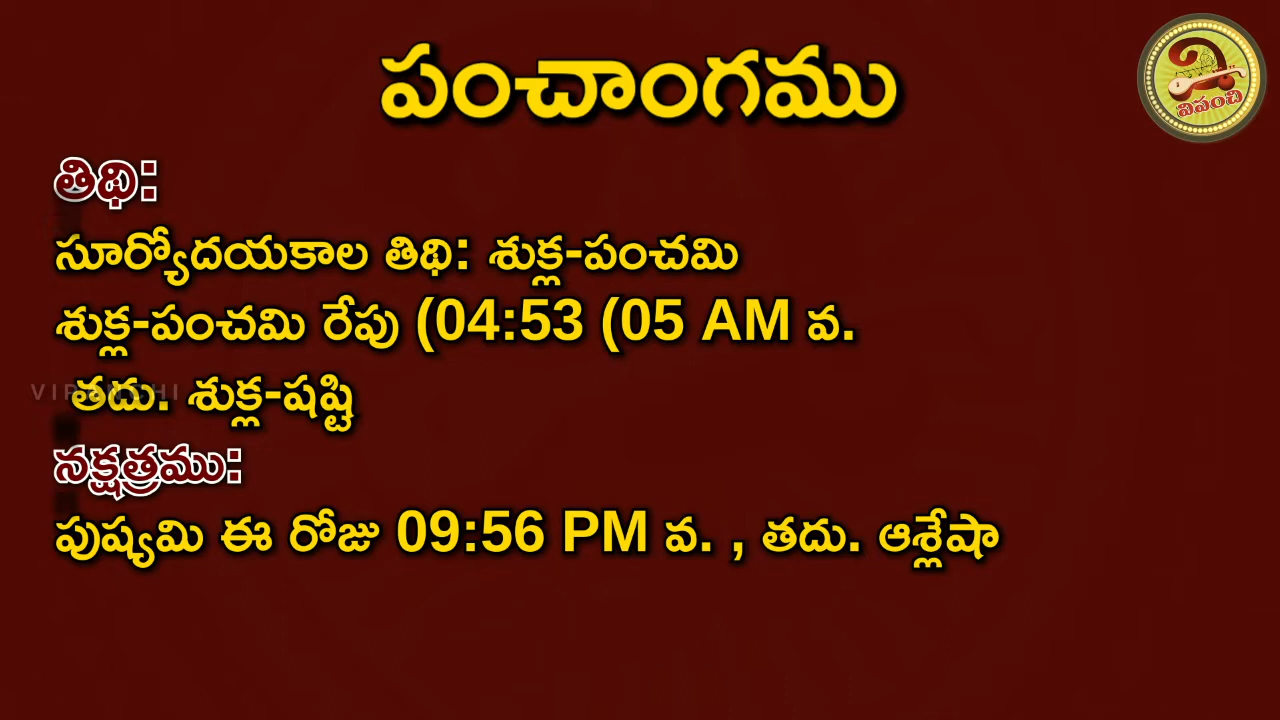 పంచాంగము
విపంచి
తిథి:
సూర్యోదయకాల తిథి: శుక్ల-పంచమి
శుక్ల-పంచమి రేపు (04:53 (05 AM వ.
VIPANCHI
తదు. శుక్ల-షష్టి
నక్షత్రము:
పుష్యమి ఈ రోజు 09:56 PM వ. , తదు. ఆశ్లేషా